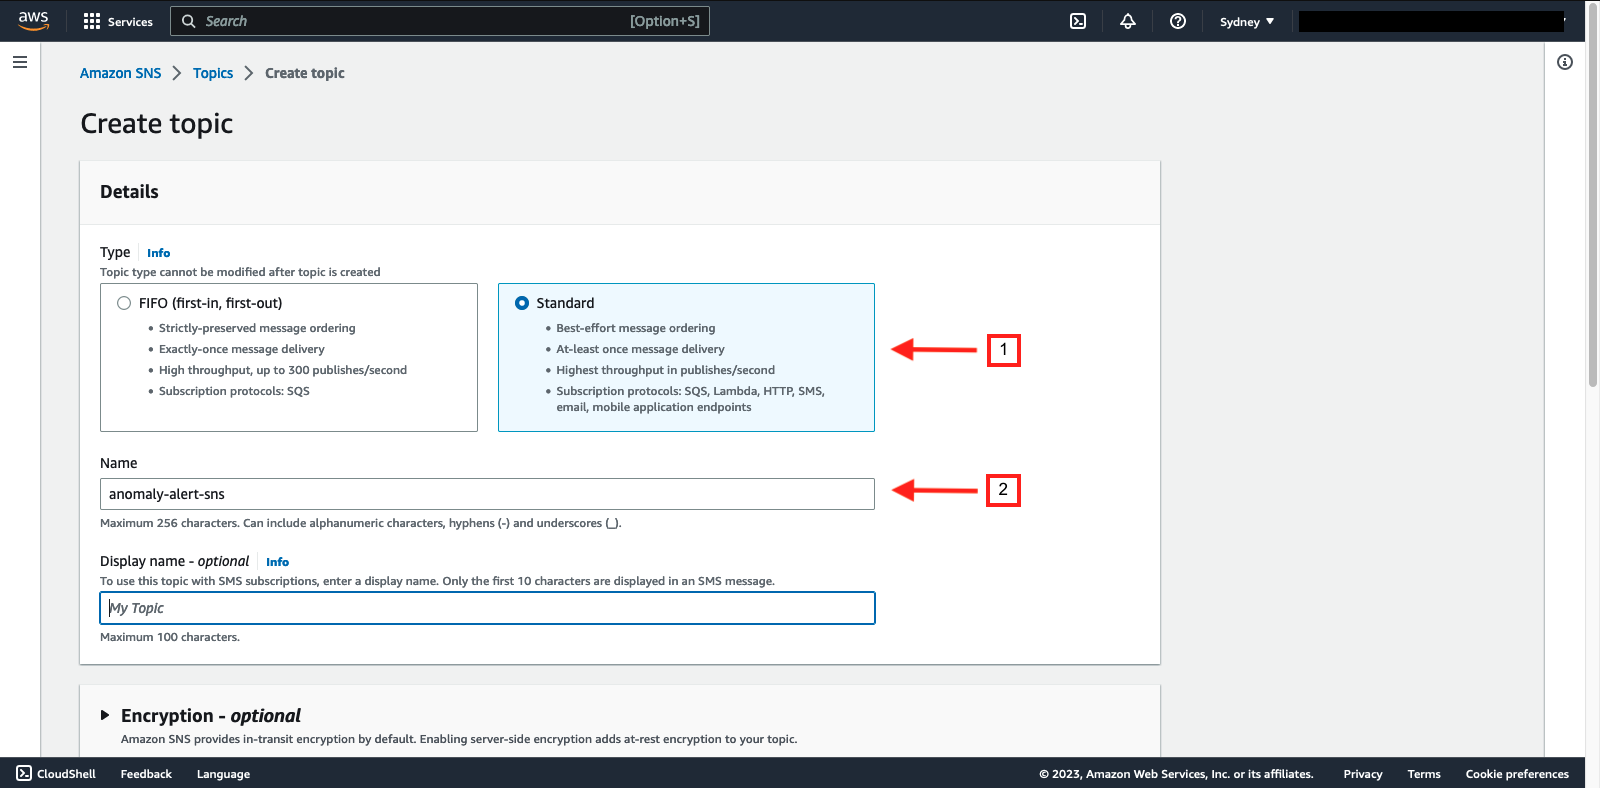 aws
Services
Search
[Option+S]
Sydney
Amazon SNS
Topics
Create topic
Create topic
Details
Type
Info
Topic type cannot be modified after topic is created
FIFO (first-in, first-out)
• Strictly-preserved message ordering
• Exactly-once message delivery
• High throughput, up to 300 publishes/second
• Subscription protocols: SQS
Standard
• Best-effort message ordering
• At-least once message delivery
• Highest throughput in publishes/second
• Subscription protocols: SQS, Lambda, HTTP, SMS,
email, mobile application endpoints
1
Name
anomaly-alert-sns
2
Maximum 256 characters. Can include alphanumeric characters, hyphens (-) and underscores (_).
Display name - optional
Info
To use this topic with SMS subscriptions, enter a display name. Only the first 10 characters are displayed in an SMS message.
My Topic
Maximum 100 characters.
Encryption - optional
Amazon SNS provides in-transit encryption by default. Enabling server-side encryption adds at-rest encryption to your topic.
CloudShell
Feedback
Language
© 2023, Amazon Web Services, Inc. or its affiliates.
Privacy
Terms
Cookie preferences